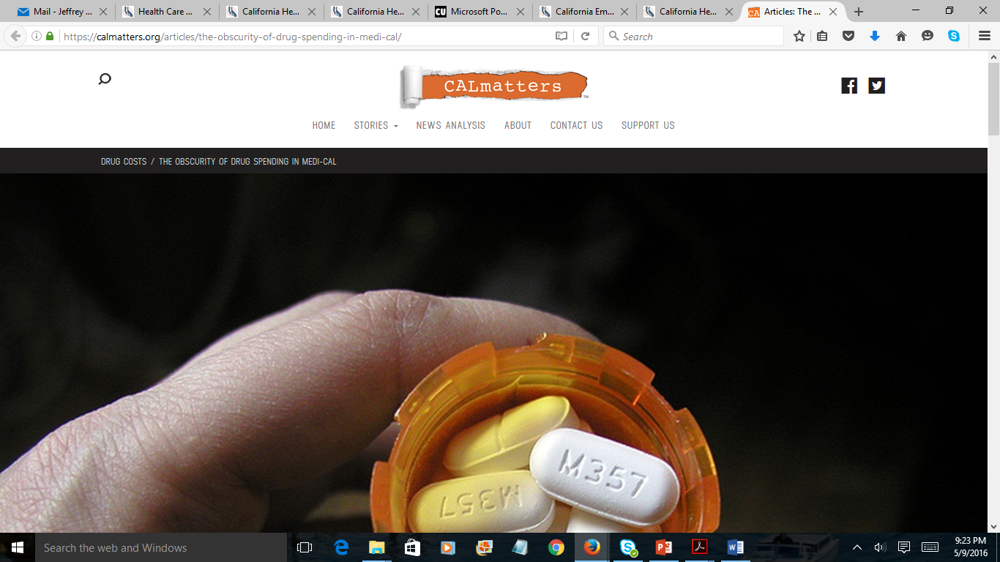 Mail - Jeffrey ...
Health Care ...
California He...
California He...
CU Microsoft Po...
California Em...
California He...
CA Articles: The ...
https://calmatters.org/articles/the-obscurity-of-drug-spending-in-medi-cal/
Search
CALmatters ™
HOME STORIES NEWS ANALYSIS ABOUT CONTACT US SUPPORT US
DRUG COSTS / THE OBSCURITY OF DRUG SPENDING IN MEDI-CAL
M357
M357
Search the web and Windows
9:23 PM
5/9/2016